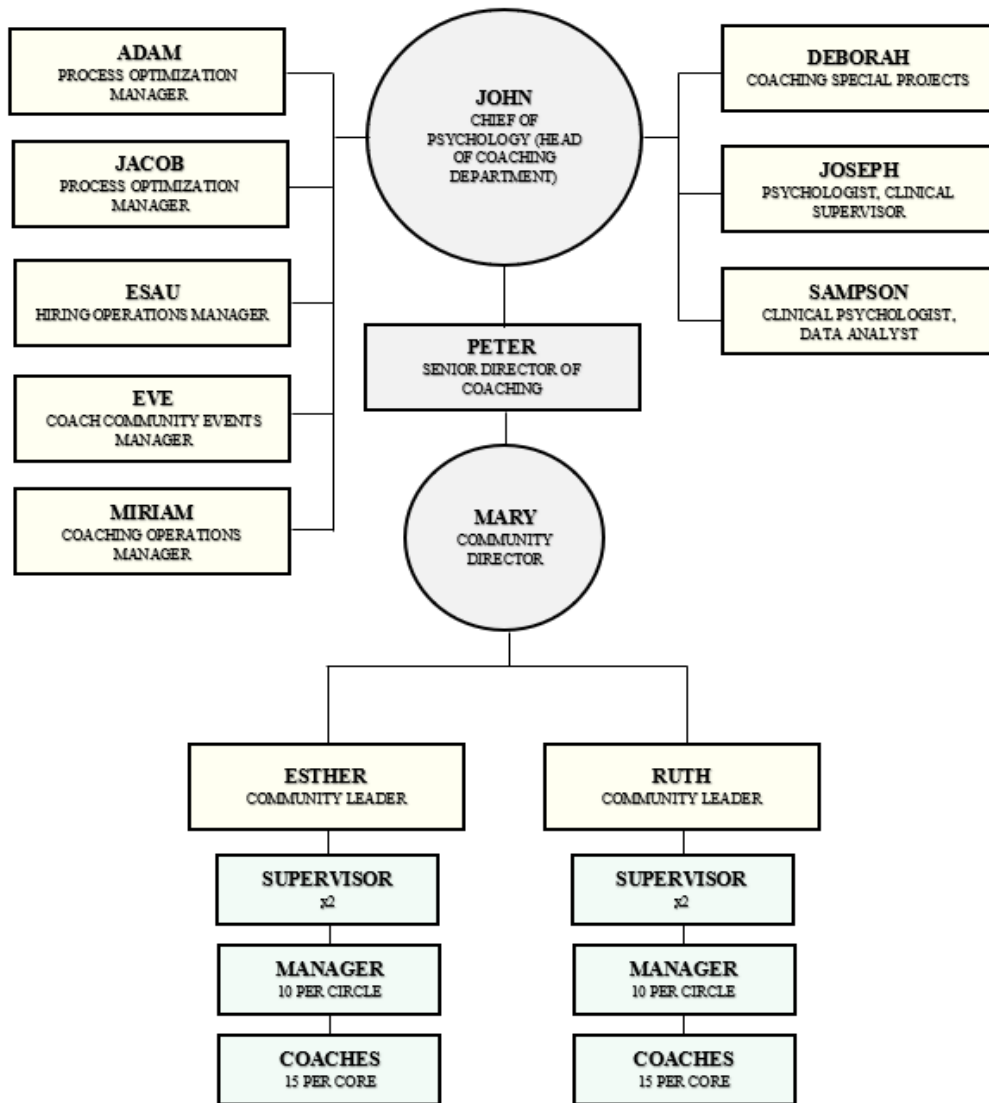 ADAM
PROCESS OPTIMIZATION
MANAGER
JACOB
PROCESS OPTIMIZATION
MANAGER
ESAU
HIRING OPERATIONS MANAGER
EVE
COACH COMMUNITY EVENTS
MANAGER
MIRIAM
COACHING OPERATIONS
MANAGER
JOHN
CHIEF OF
PSYCHOLOGY (HEAD
OF COACHING
DEPARTMENT)
DEBORAH
COACHING SPECIAL PROJECTS
JOSEPH
PSYCHOLOGIST, CLINICAL
SUPERVISOR
SAMPSON
CLINICAL PSYCHOLOGIST,
DATA ANALYST
PETER
SENIOR DIRECTOR OF
COACHING
MARY
COMMUNITY
DIRECTOR
ESTHER
COMMUNITY LEADER
SUPERVISOR
x2
MANAGER
10 PER CIRCLE
COACHES
15 PER CORE
RUTH
COMMUNITY LEADER
SUPERVISOR
x2
MANAGER
10 PER CIRCLE
COACHES
15 PER CORE